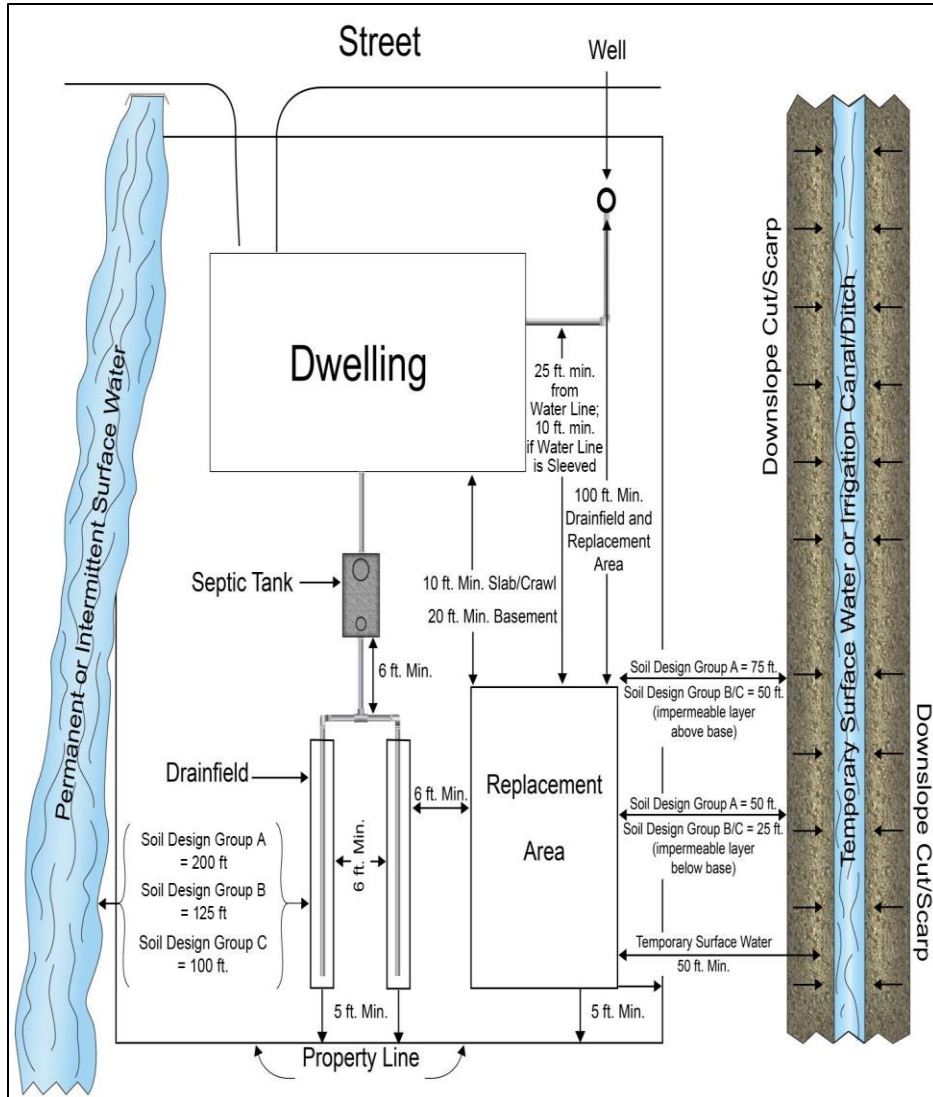 Street
Well
Permanent or Intermittent Surface Water
Dwelling
25 ft. min.
from
Water Line;
10 ft. min.
if Water Line
is Sleeved
100 ft. Min.
Drainfield and
Replacement
Area
Septic Tank
10 ft. Min. Slab/Crawl
20 ft. Min. Basement
6 ft. Min.
Drainfield
6 ft. Min.
6 ft. Min.
Replacement
Area
Soil Design Group A
= 200 ft
Soil Design Group B
= 125 ft
Soil Design Group C
= 100 ft.
5 ft. Min.
5 ft. Min.
Property Line
Soil Design Group A = 75 ft.
Soil Design Group B/C = 50 ft.
(impermeable layer
above base)
Soil Design Group A = 50 ft.
Soil Design Group B/C = 25 ft.
(impermeable layer
below base)
Temporary Surface Water
50 ft. Min.
Downslope Cut/Scarp
Temporary Surface Water or Irrigation Canal/Ditch
Downslope Cut/Scarp